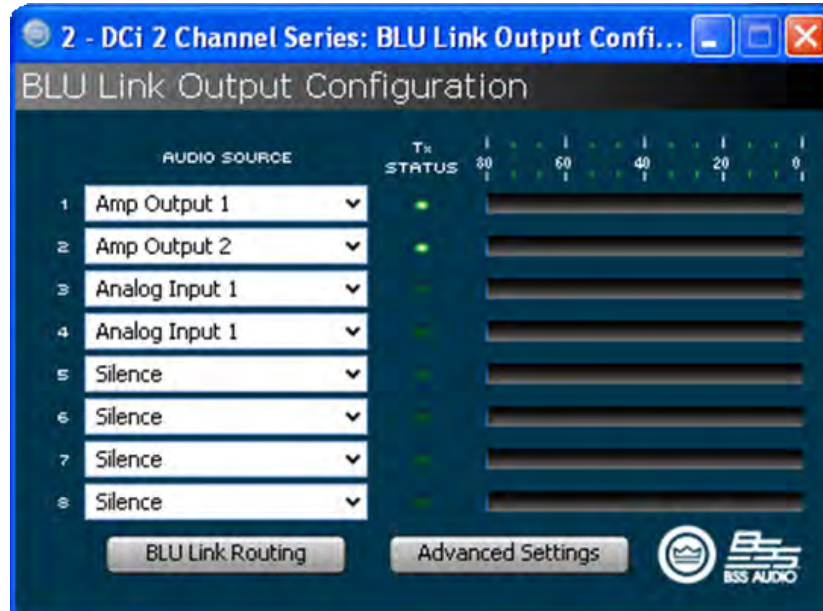 2 - DCi 2 Channel Series: BLU Link Output Confi...
BLU Link Output Configuration
AUDIO SOURCE
Tx
STATUS
80 60 40 20 0
1 Amp Output 1
2 Amp Output 2
3 Analog Input 1
4 Analog Input 1
5 Silence
6 Silence
7 Silence
8 Silence
BLU Link Routing
Advanced Settings
BSS
BSS AUDIO